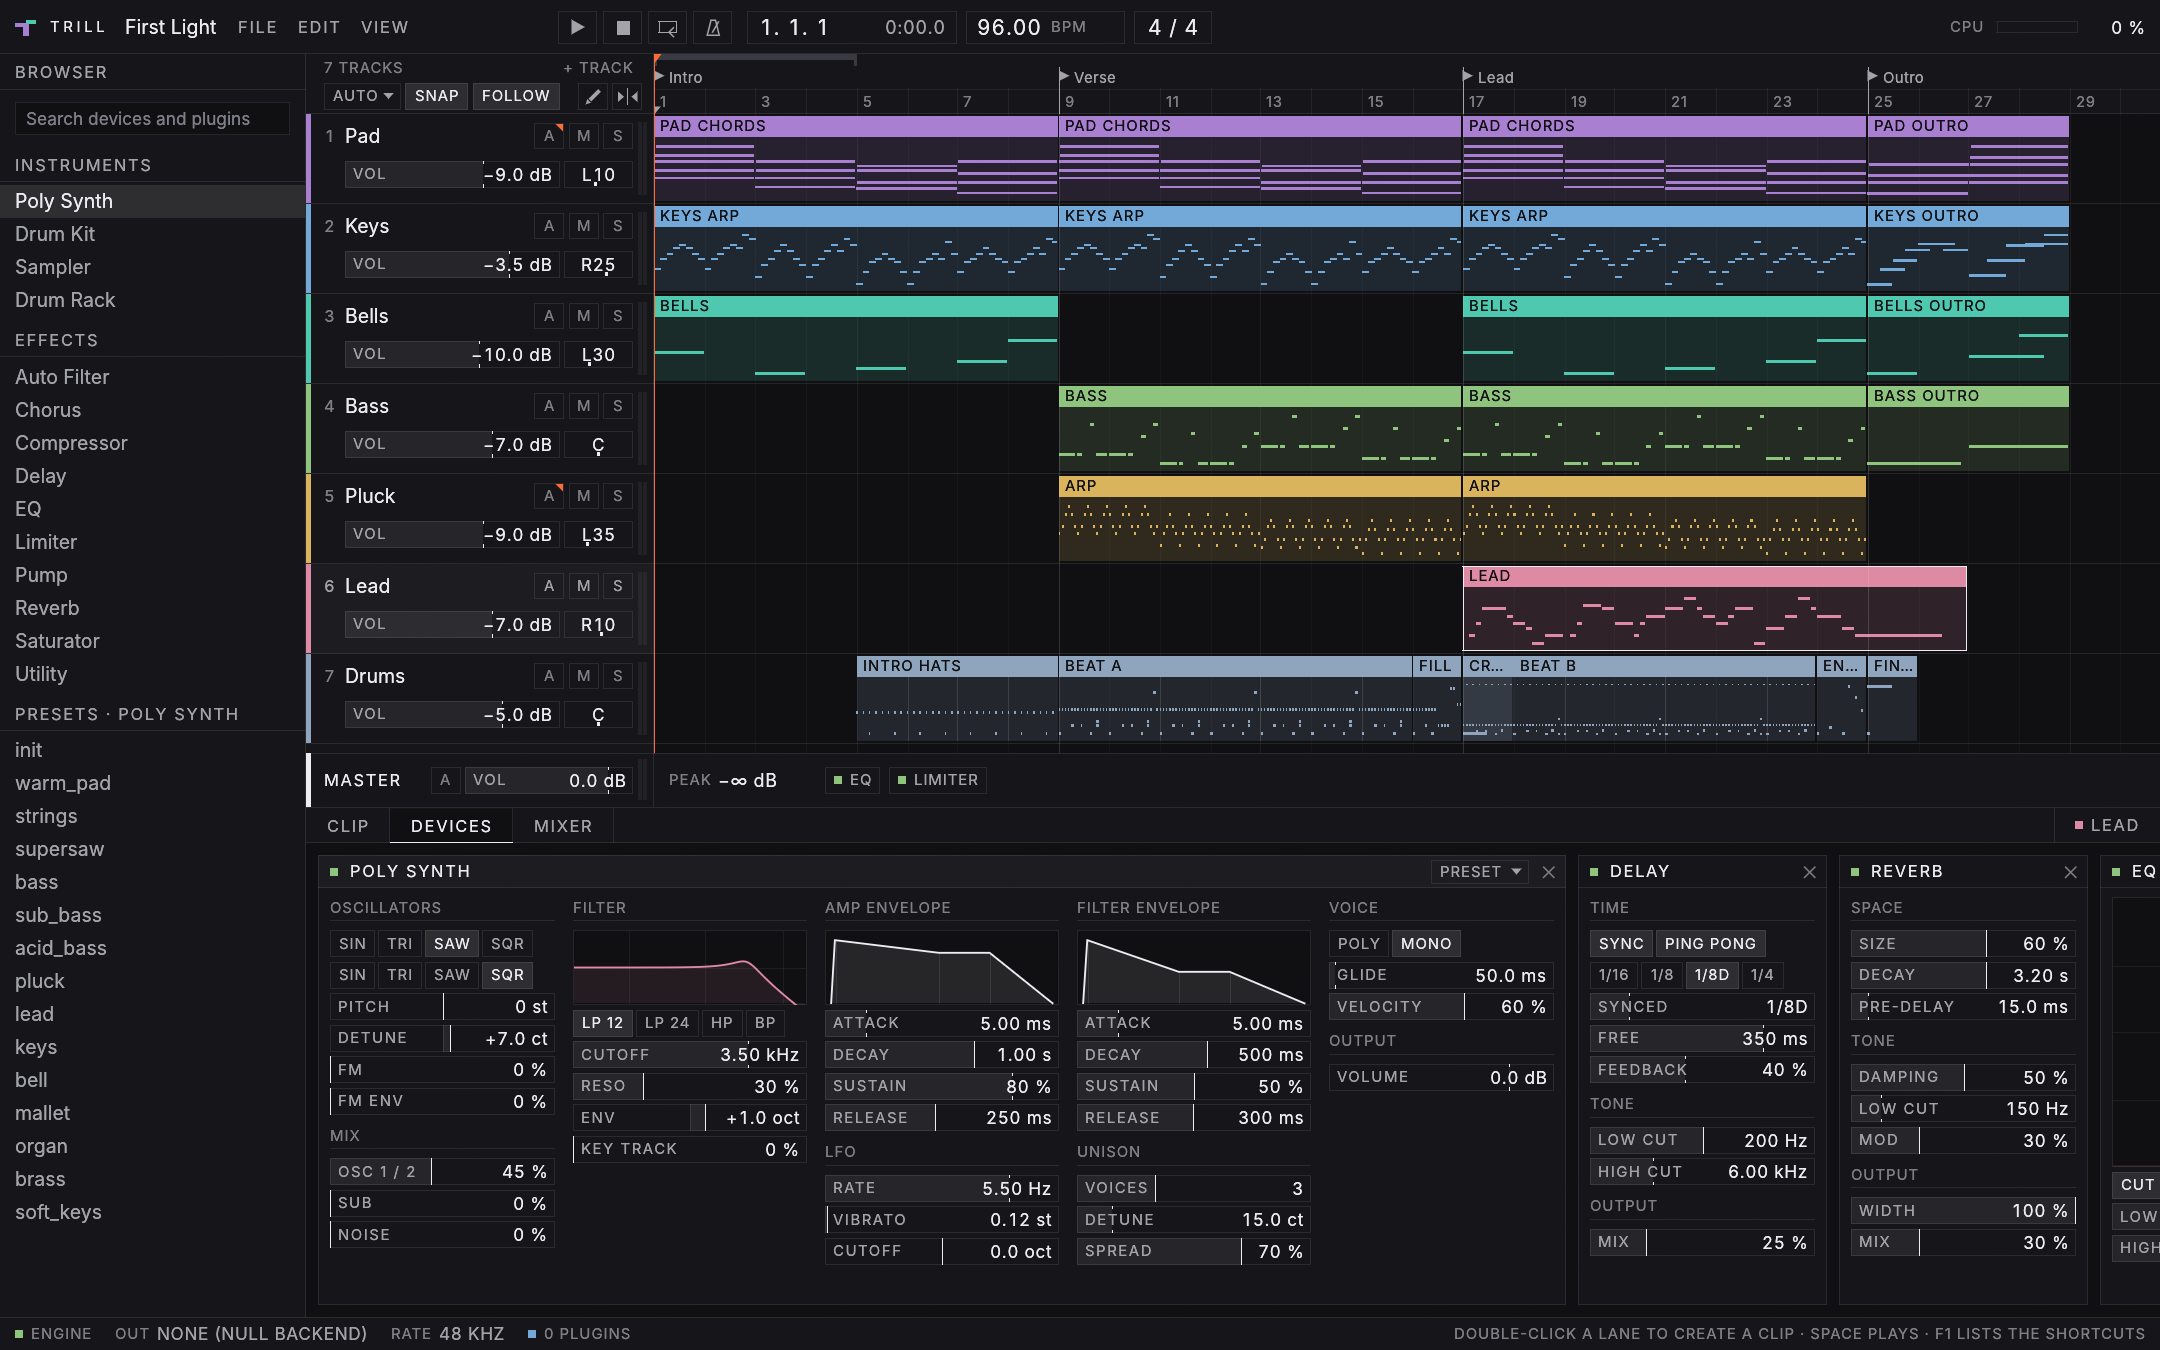 TRILL First Light FILE EDIT VIEW 1. 1. 1 0:00.0 96.00 BPM 4 / 4 CPU 0 %
BROWSER
Search devices and plugins
INSTRUMENTS
Poly Synth
Drum Kit
Sampler
Drum Rack
EFFECTS
Auto Filter
Chorus
Compressor
Delay
EQ
Limiter
Pump
Reverb
Saturator
Utility
PRESETS · POLY SYNTH
init
warm_pad
strings
supersaw
bass
sub_bass
acid_bass
pluck
lead
keys
bell
mallet
organ
brass
soft_keys
7 TRACKS + TRACK
AUTO SNAP FOLLOW
Intro Verse Lead Outro
1 3 5 7 9 11 13 15 17 19 21 23 25 27 29
1 Pad A M S
VOL −9.0 dB L10
PAD CHORDS PAD CHORDS PAD CHORDS PAD OUTRO
2 Keys A M S
VOL −3.5 dB R25
KEYS ARP KEYS ARP KEYS ARP KEYS OUTRO
3 Bells A M S
VOL −10.0 dB L30
BELLS BELLS BELLS OUTRO
4 Bass A M S
VOL −7.0 dB C
BASS BASS BASS OUTRO
5 Pluck A M S
VOL −9.0 dB L35
ARP ARP
6 Lead A M S
VOL −7.0 dB R10
LEAD
7 Drums A M S
VOL −5.0 dB C
INTRO HATS BEAT A FILL CR... BEAT B EN... FIN...
MASTER A VOL 0.0 dB PEAK −∞ dB EQ LIMITER
CLIP DEVICES MIXER LEAD
POLY SYNTH PRESET
OSCILLATORS
SIN TRI SAW SQR
SIN TRI SAW SQR
PITCH 0 st
DETUNE +7.0 ct
FM 0 %
FM ENV 0 %
MIX
OSC 1 / 2 45 %
SUB 0 %
NOISE 0 %
FILTER
LP 12 LP 24 HP BP
CUTOFF 3.50 kHz
RESO 30 %
ENV +1.0 oct
KEY TRACK 0 %
AMP ENVELOPE
ATTACK 5.00 ms
DECAY 1.00 s
SUSTAIN 80 %
RELEASE 250 ms
LFO
RATE 5.50 Hz
VIBRATO 0.12 st
CUTOFF 0.0 oct
FILTER ENVELOPE
ATTACK 5.00 ms
DECAY 500 ms
SUSTAIN 50 %
RELEASE 300 ms
UNISON
VOICES 3
DETUNE 15.0 ct
SPREAD 70 %
VOICE
POLY MONO
GLIDE 50.0 ms
VELOCITY 60 %
OUTPUT
VOLUME 0.0 dB
DELAY
TIME
SYNC PING PONG
1/16 1/8 1/8D 1/4
SYNCED 1/8D
FREE 350 ms
FEEDBACK 40 %
TONE
LOW CUT 200 Hz
HIGH CUT 6.00 kHz
OUTPUT
MIX 25 %
REVERB
SPACE
SIZE 60 %
DECAY 3.20 s
PRE-DELAY 15.0 ms
TONE
DAMPING 50 %
LOW CUT 150 Hz
MOD 30 %
OUTPUT
WIDTH 100 %
MIX 30 %
EQ
CUT
LOW
HIGH
ENGINE OUT NONE (NULL BACKEND) RATE 48 KHZ 0 PLUGINS DOUBLE-CLICK A LANE TO CREATE A CLIP · SPACE PLAYS · F1 LISTS THE SHORTCUTS